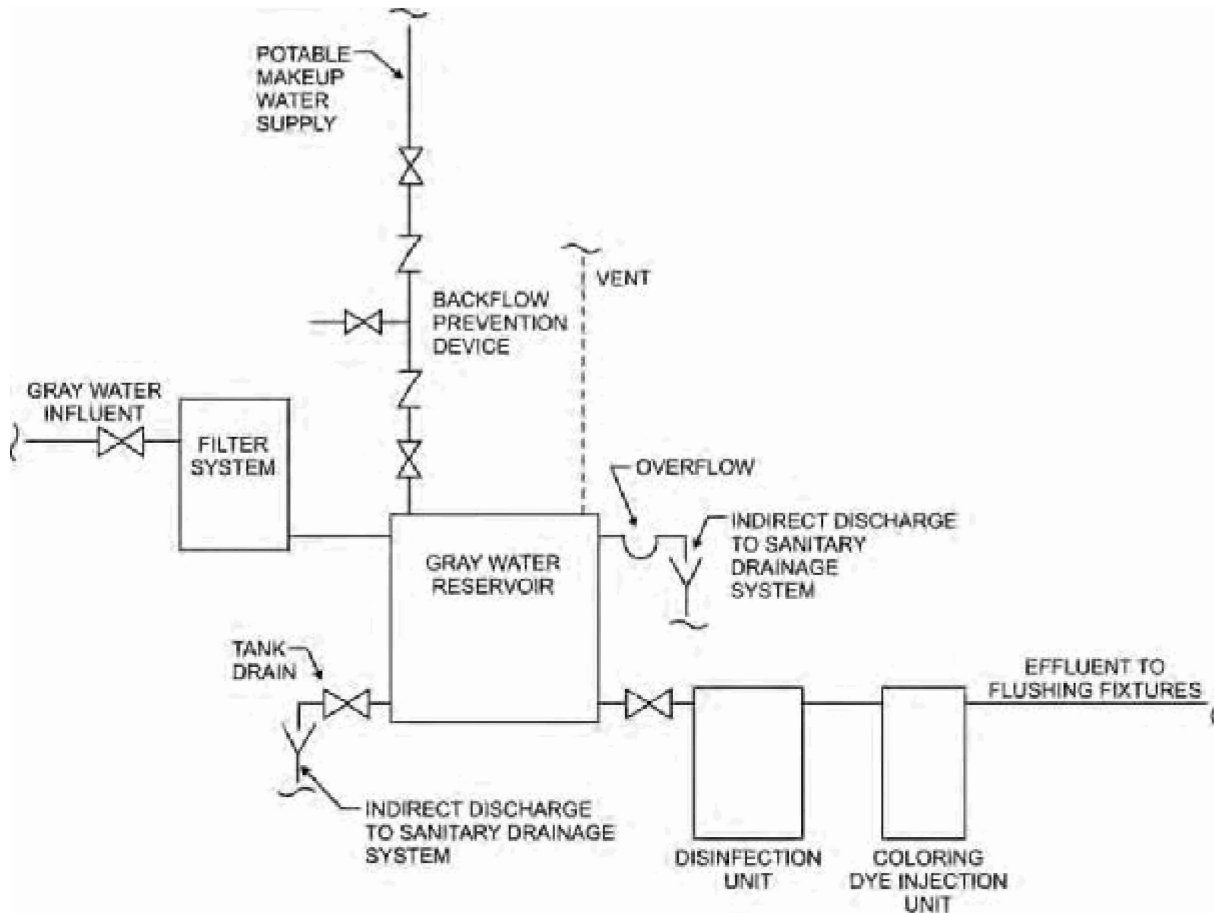 POTABLE
MAKEUP
WATER
SUPPLY
VENT
BACKFLOW
PREVENTION
DEVICE
GRAY WATER
INFLUENT
FILTER
SYSTEM
OVERFLOW
INDIRECT DISCHARGE
TO SANITARY
DRAINAGE
SYSTEM
GRAY WATER
RESERVOIR
TANK
DRAIN
EFFLUENT TO
FLUSHING FIXTURES
INDIRECT DISCHARGE
TO SANITARY DRAINAGE
SYSTEM
DISINFECTION
UNIT
COLORING
DYE INJECTION
UNIT